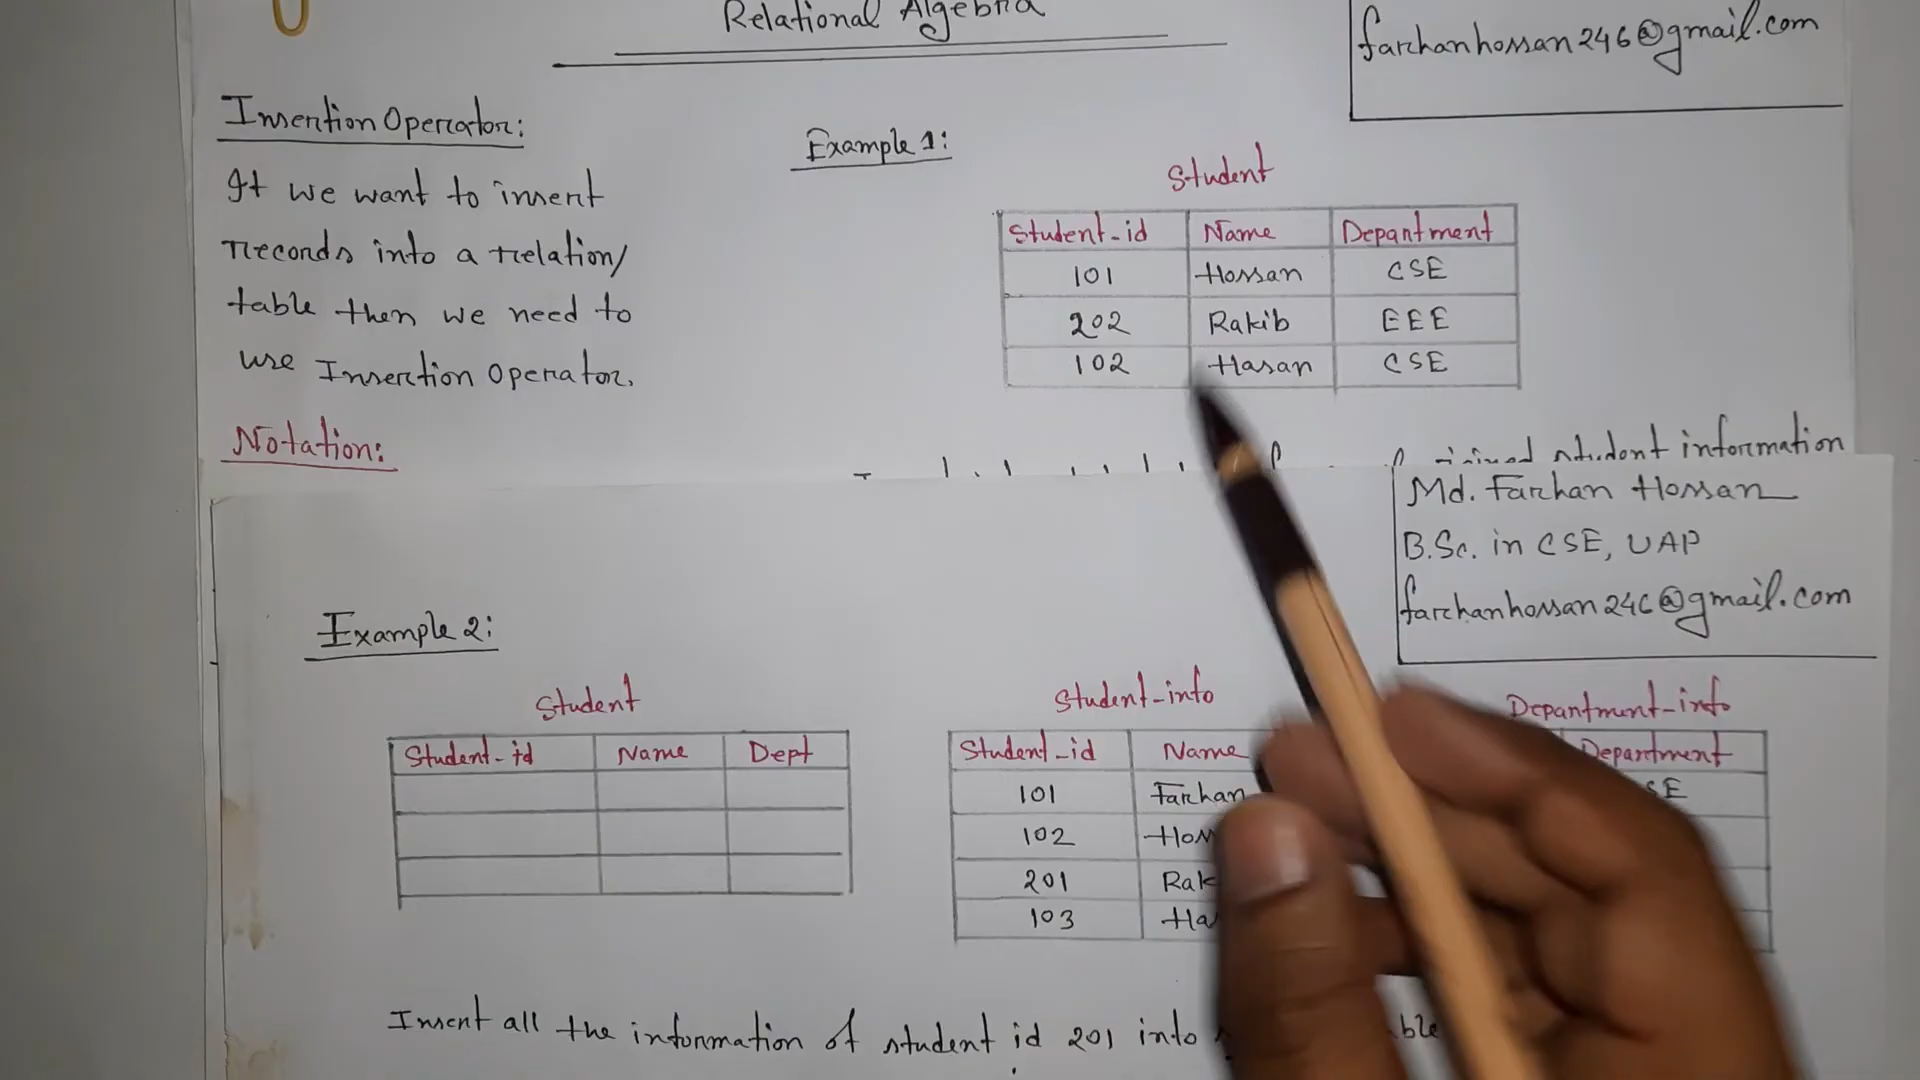 Relational Algebra
farhanhossan246@gmail.com
Insertion Operator:
If we want to insert
records into a relation/
table then we need to
use Insertion Operator.
Notation:
Example 1:
Student
Student-id Name Department
101 Hossan CSE
202 Rakib EEE
102 Hasan CSE
student information
Md. Farhan Hossan
B.Sc. in CSE, UAP
farhanhossan246@gmail.com
Example 2:
Student
Student-id Name Dept
Student-info
Student-id Name
101 Farhan
102
201
103
Department-info
Department
Insert all the information of student id 201 into